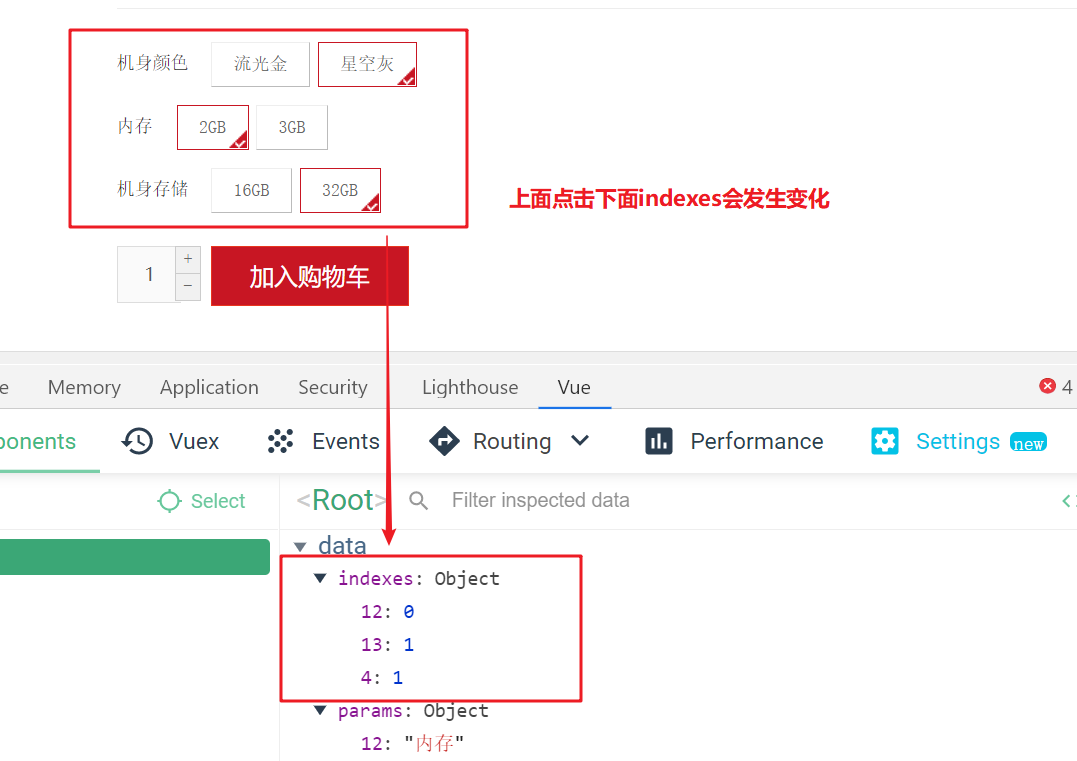 机身颜色 流光金 星空灰
内存 2GB 3GB
机身存储 16GB 32GB
上面点击下面indexes会发生变化
1 + −
加入购物车
e Memory Application Security Lighthouse Vue 4
ponents Vuex Events Routing Performance Settings new
Select <Root> Filter inspected data
data
indexes: Object
12: 0
13: 1
4: 1
params: Object
12: "内存"